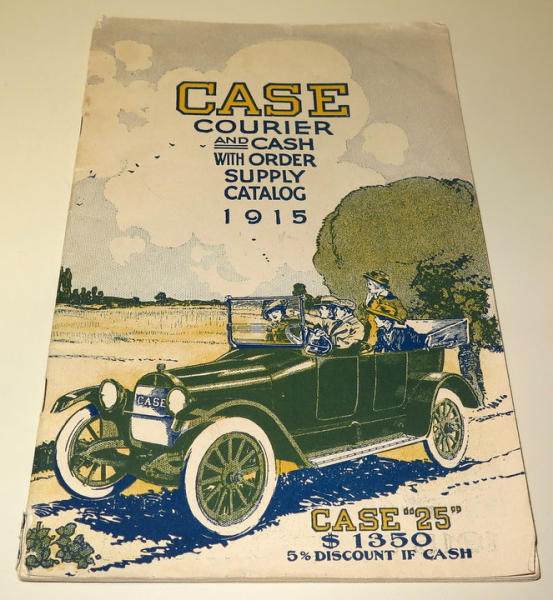 CASE
COURIER
AND CASH
WITH ORDER
SUPPLY
CATALOG
1915
CASE
CASE "25"
$1350
5% DISCOUNT IF CASH